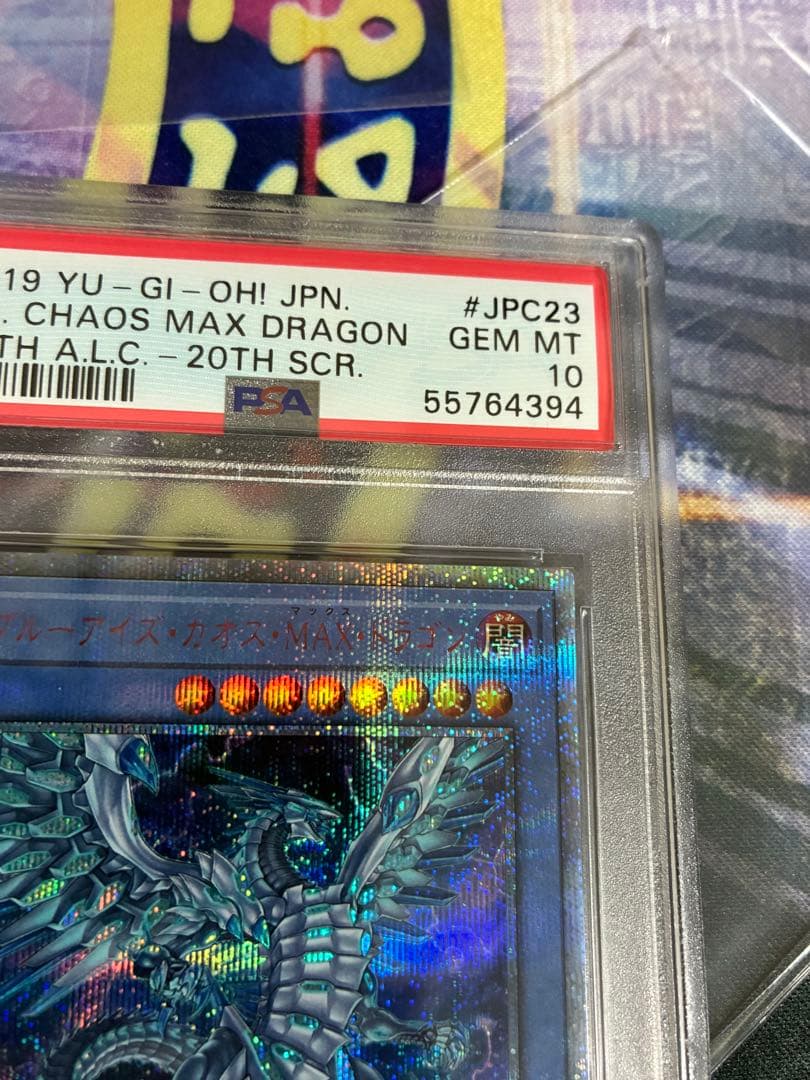 19 YU-GI-OH! JPN. #JPC23
. CHAOS MAX DRAGON GEM MT
TH A.L.C.-20TH SCR. 10
PSA 55764394
マックス
ブルーアイズ・カオス・MAX・ドラゴン 闇